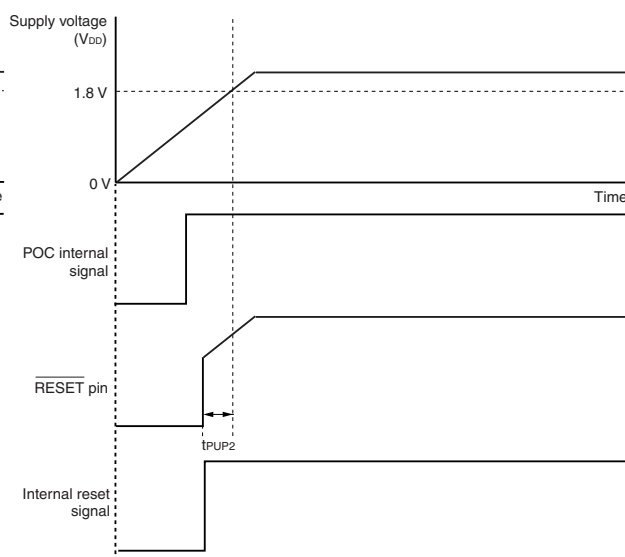 Supply voltage
(VDD)
1.8 V
0 V
e
Time
POC internal
signal
RESET pin
tPUP2
Internal reset
signal